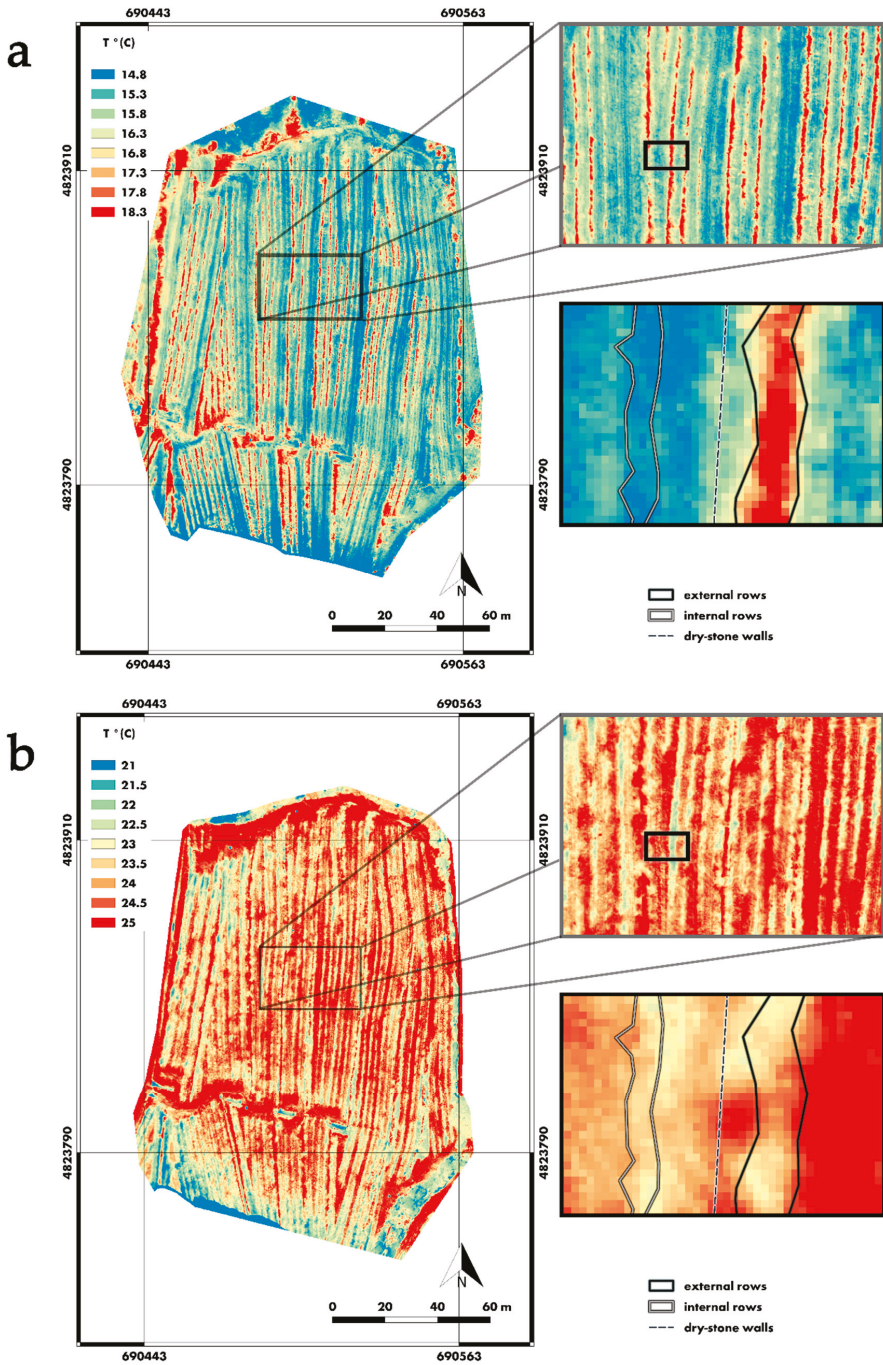 a
690443 690563
T °(C)
14.8
15.3
15.8
16.3
16.8
17.3
17.8
18.3
4823910
4823910
4823790
4823790
N
0 20 40 60 m
690443 690563
external rows
internal rows
dry-stone walls
b
690443 690563
T °(C)
21
21.5
22
22.5
23
23.5
24
24.5
25
4823910
4823910
4823790
4823790
N
0 20 40 60 m
690443 690563
external rows
internal rows
dry-stone walls